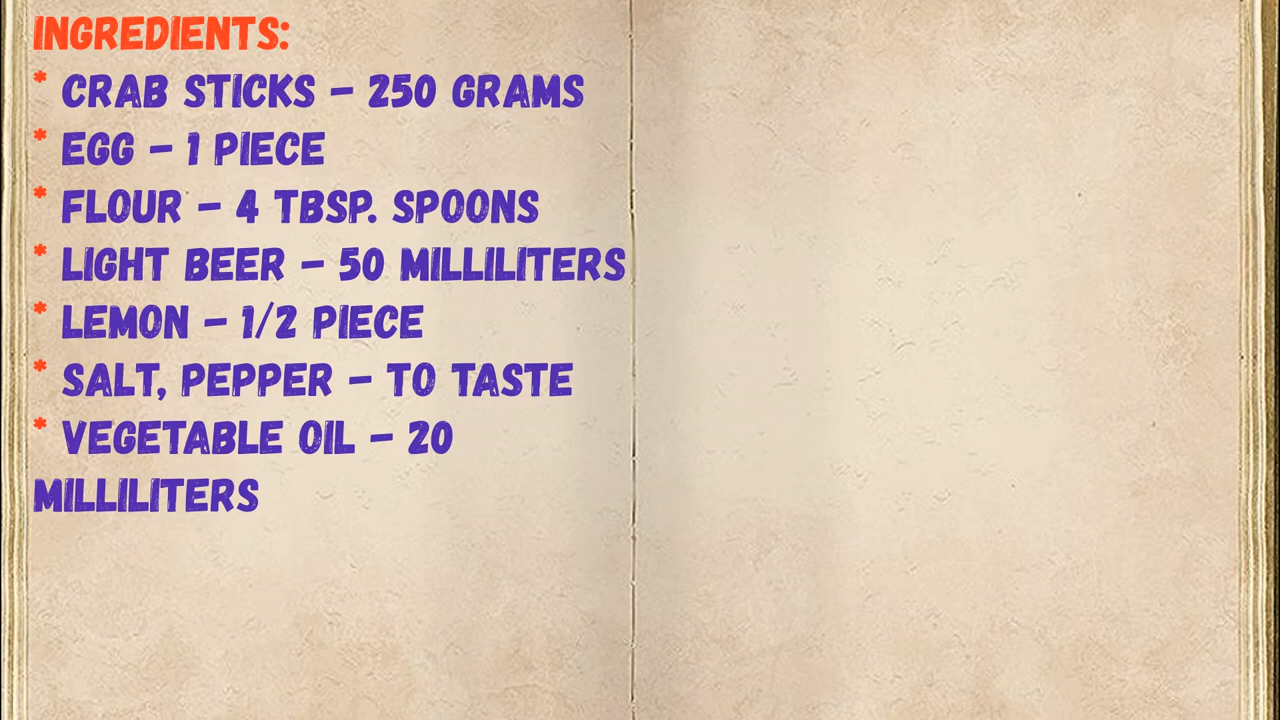 INGREDIENTS:
* CRAB STICKS – 250 GRAMS
* EGG – 1 PIECE
* FLOUR – 4 TBSP. SPOONS
* LIGHT BEER – 50 MILLILITERS
* LEMON – 1/2 PIECE
* SALT, PEPPER – TO TASTE
* VEGETABLE OIL – 20
MILLILITERS